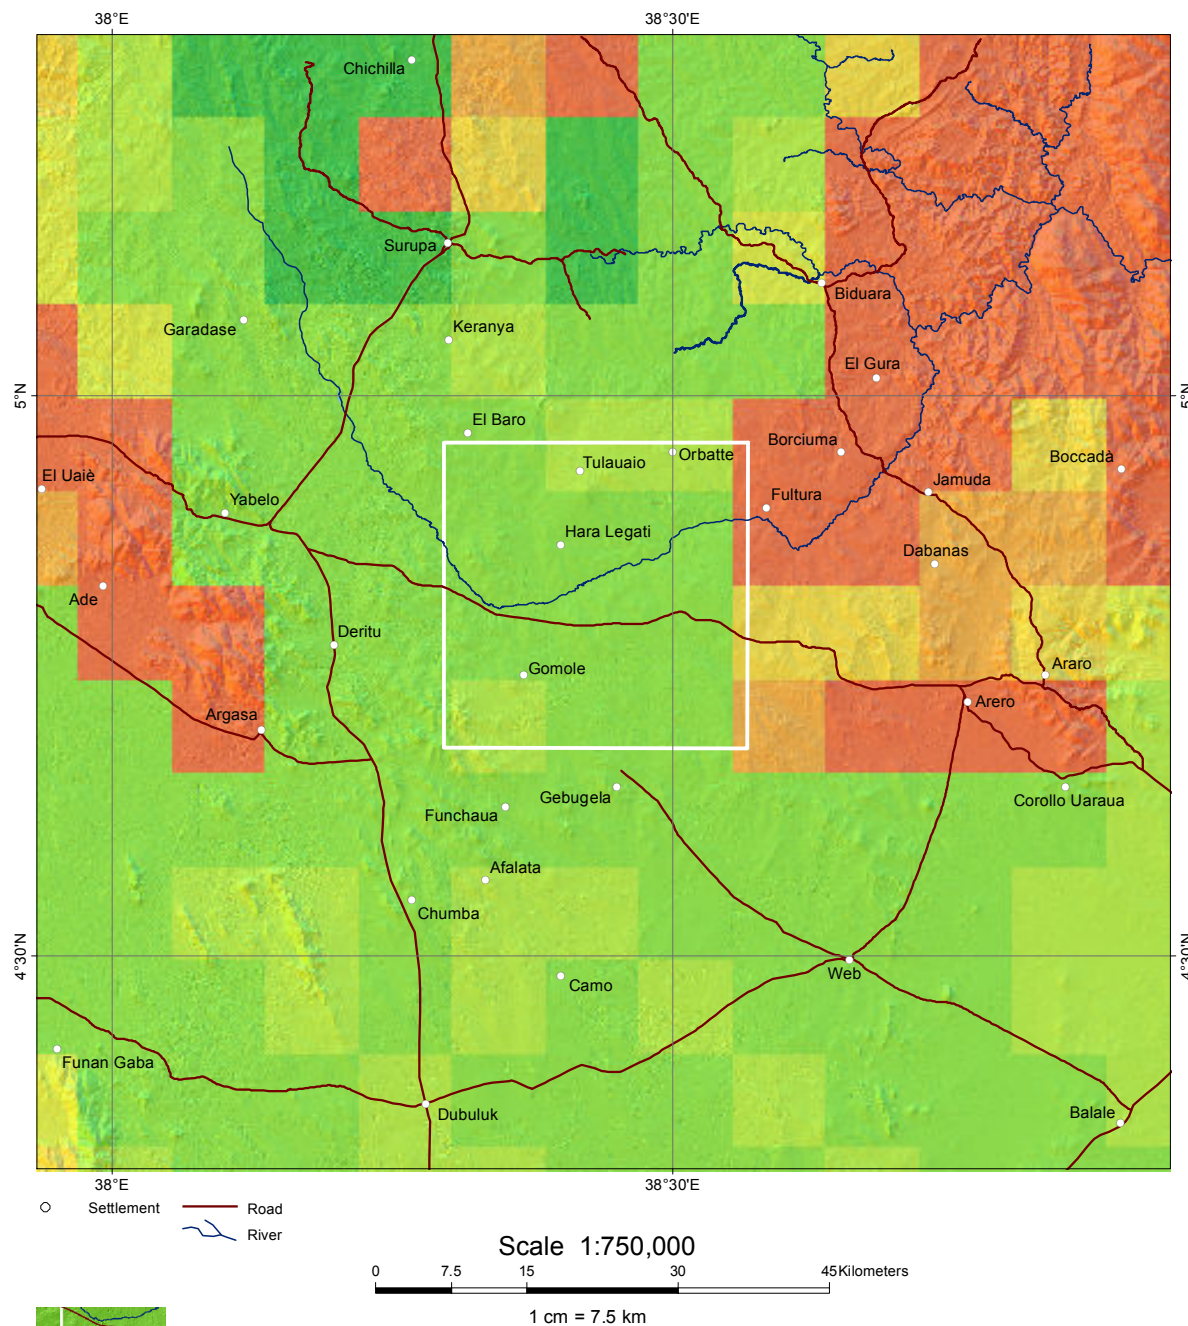 38°E
38°30'E
Chichilla
Surupa
Biduara
Garadase
Keranya
El Gura
5°N
5°N
El Baro
Borciuma
Orbatte
Boccadà
Tulauaio
El Uaiè
Jamuda
Yabelo
Fultura
Hara Legati
Dabanas
Ade
Deritu
Araro
Gomole
Arero
Argasa
Gebugela
Corollo Uaraua
Funchaua
Afalata
Chumba
4°30'N
4°30'N
Web
Camo
Funan Gaba
Dubuluk
Balale
38°E
38°30'E
Settlement
Road
River
Scale 1:750,000
0 7.5 15 30 45Kilometers
1 cm = 7.5 km